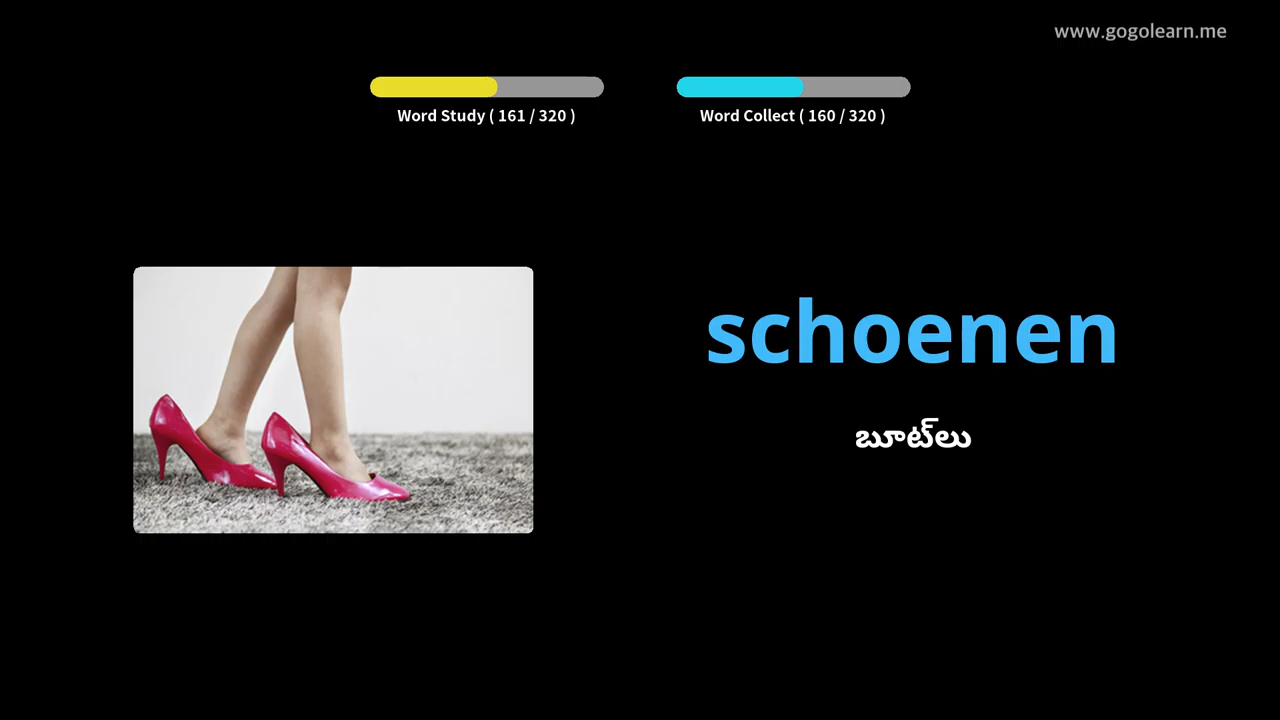 www.gogolearn.me
Word Study ( 161 / 320 )
Word Collect ( 160 / 320 )
schoenen
బూట్‌లు